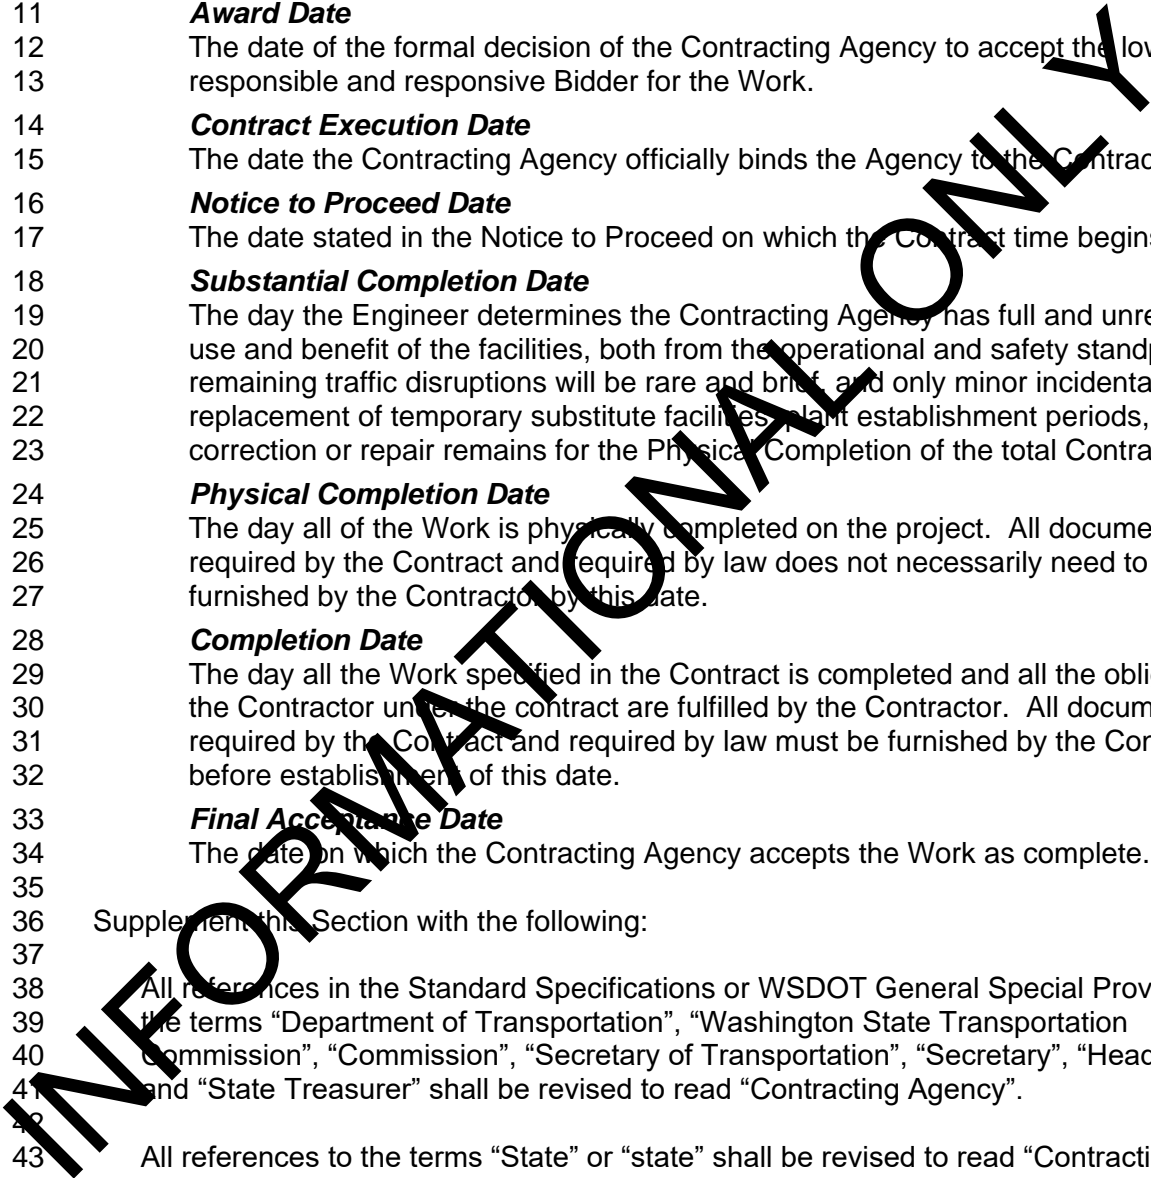 11 Award Date
12 The date of the formal decision of the Contracting Agency to accept the
13 responsible and responsive Bidder for the Work.
14 Contract Execution Date
15 The date the Contracting Agency officially binds the Agency to the
16 Notice to Proceed Date
17 The date stated in the Notice to Proceed on which the Contract time begins
18 Substantial Completion Date
19 The day the Engineer determines the Contracting Agency has full and
20 use and benefit of the facilities, both from the operational and safety
21 remaining traffic disruptions will be rare and brief, and only minor
22 replacement of temporary substitute facilities, plant establishment periods,
23 correction or repair remains for the Physical Completion of the total
24 Physical Completion Date
25 The day all of the Work is physically completed on the project. All
26 required by the Contract and required by law does not necessarily need to
27 furnished by the Contractor by this date.
28 Completion Date
29 The day all the Work specified in the Contract is completed and all the
30 the Contractor under the contract are fulfilled by the Contractor. All
31 required by the Contract and required by law must be furnished by the
32 before establishment of this date.
33 Final Acceptance Date
34 The date on which the Contracting Agency accepts the Work as complete.
35
36 Supplement this Section with the following:
37
38 All references in the Standard Specifications or WSDOT General Special
39 the terms “Department of Transportation”, “Washington State Transportation
40 Commission”, “Commission”, “Secretary of Transportation”, “Secretary”,
41 and “State Treasurer” shall be revised to read “Contracting Agency”.
42
43 All references to the terms “State” or “state” shall be revised to read
INFORMATIONAL ONLY